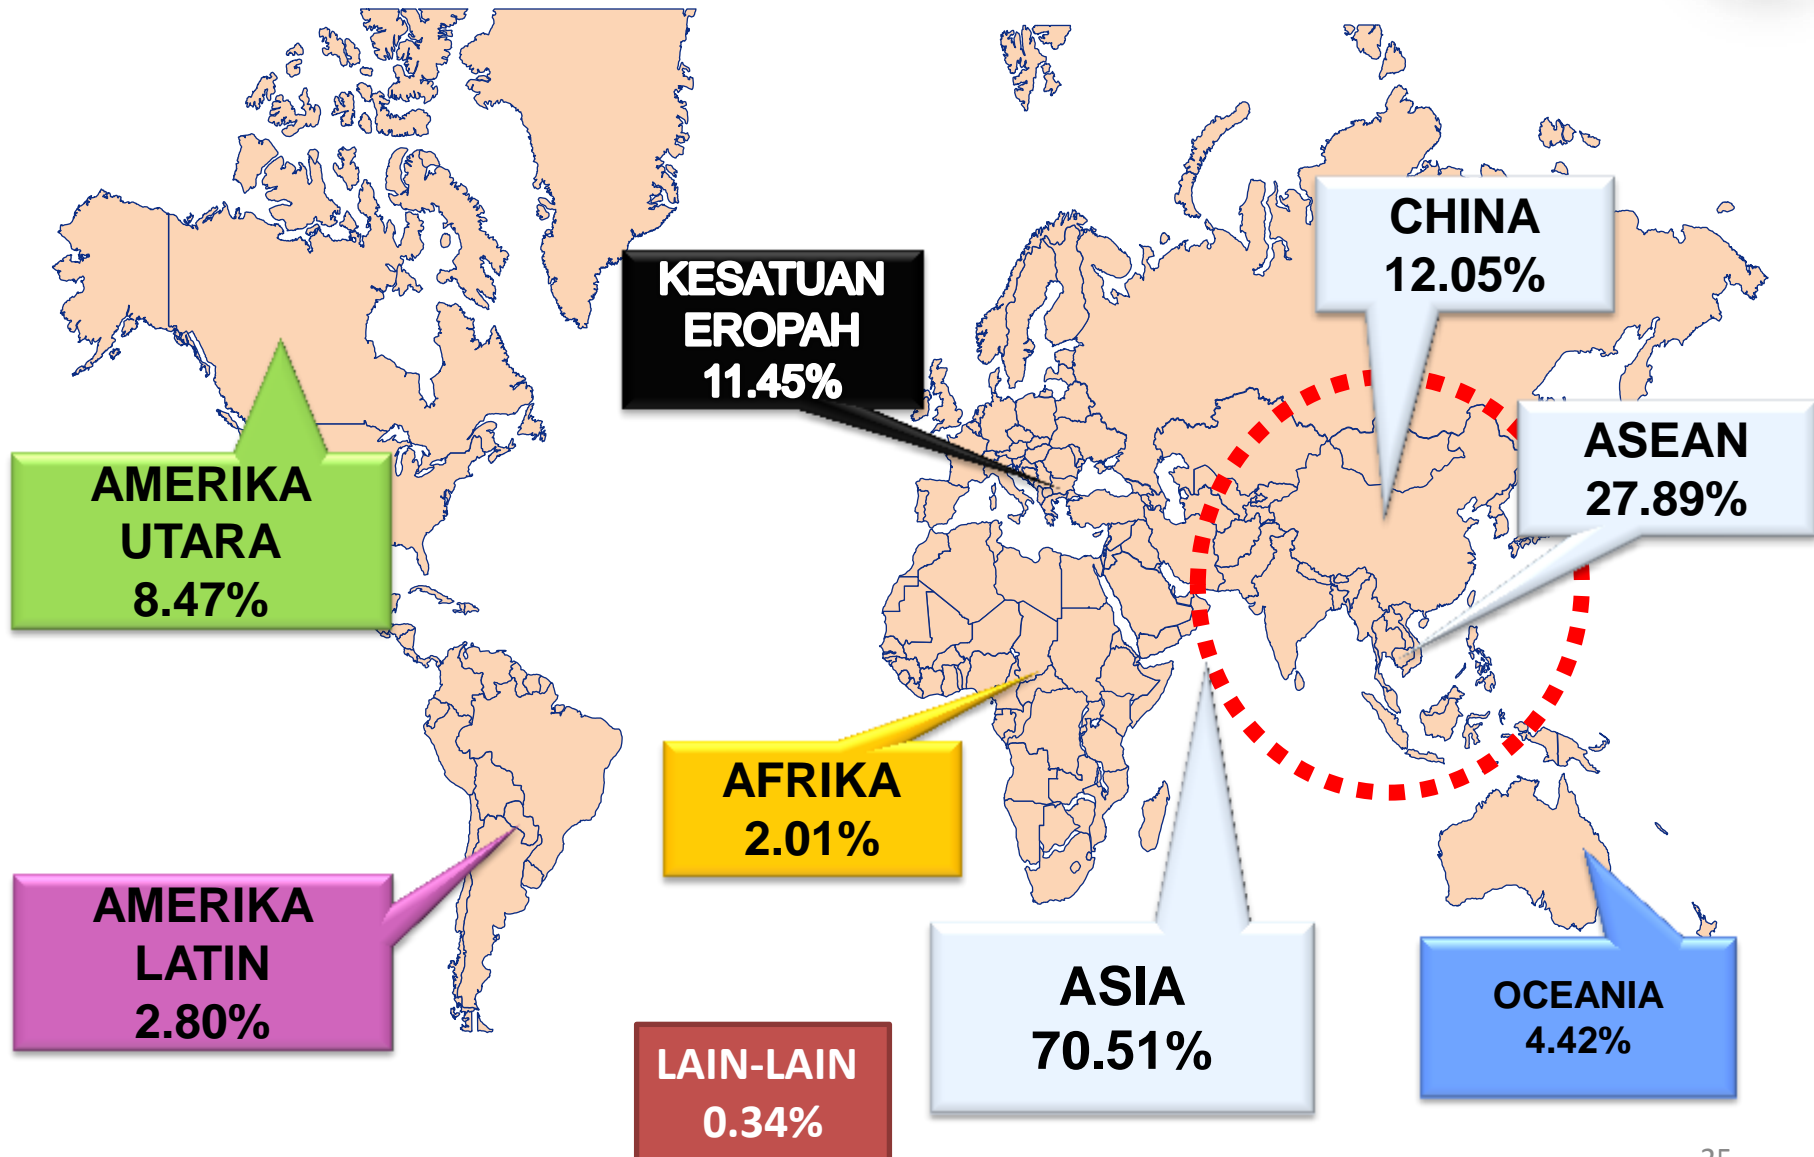 CHINA
12.05%
KESATUAN
EROPAH
11.45%
ASEAN
27.89%
AMERIKA
UTARA
8.47%
AFRIKA
2.01%
AMERIKA
LATIN
2.80%
ASIA
70.51%
OCEANIA
4.42%
LAIN-LAIN
0.34%